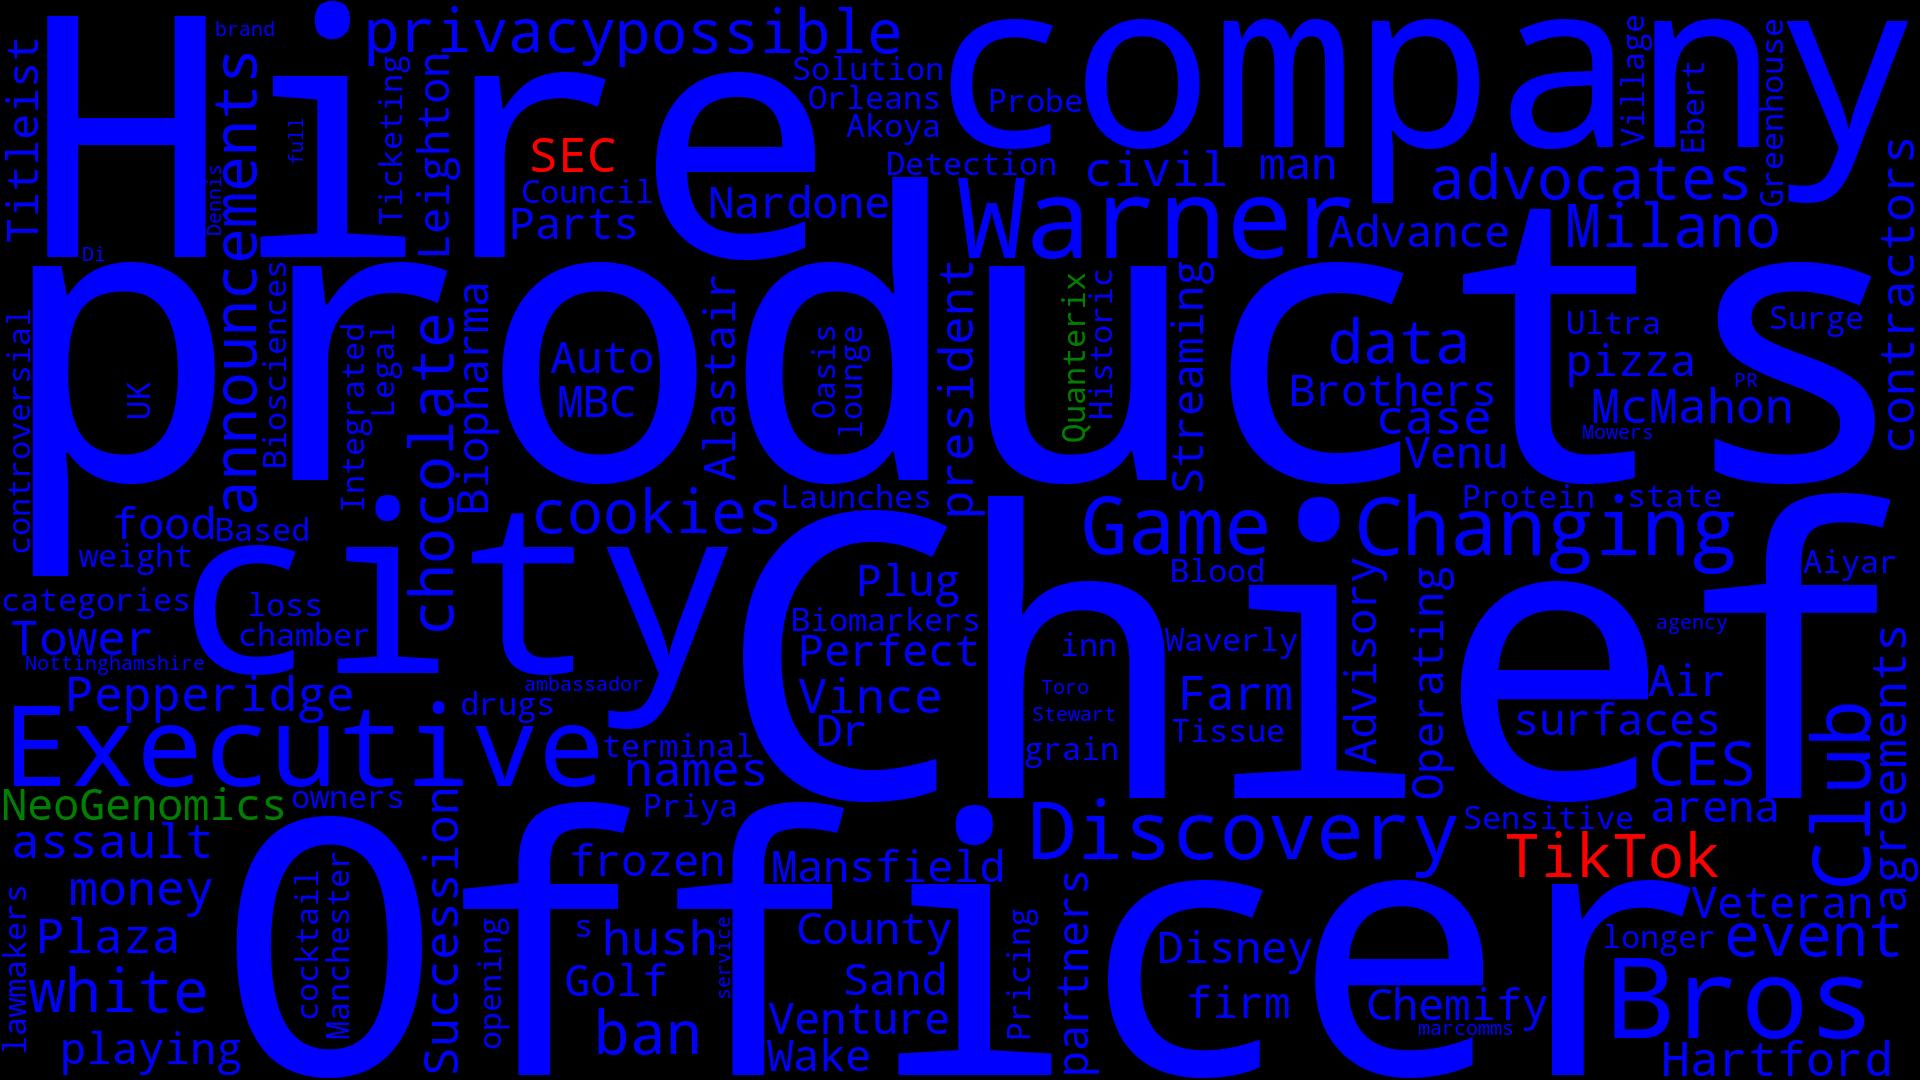 Hire
company
products
Chief
Officer
city
Executive
Warner
Discovery
Bros
Game
Changing
Club
CES
TikTok
SEC
NeoGenomics
Quanterix
brand
privacypossible
Titleist
announcements
full
Dennis
Di
Ticketing
Leighton
Solution
Orleans
Akoya
Probe
Village
Ebert
Greenhouse
Council
Parts
Nardone
Detection
civil
man
advocates
Advance
Milano
contractors
controversial
UK
Biosciences
Integrated
Legal
chocolate
Biopharma
Auto
MBC
Alastair
Oasis
lounge
president
Historic
Streaming
data
Brothers
case
Venu
Ultra
pizza
PR
McMahon
Mowers
Surge
food
Based
weight
cookies
Launches
Protein
state
Aiyar
categories
loss
chamber
Tower
Nottinghamshire
Pepperidge
drugs
ambassador
terminal
names
Plug
Biomarkers
Perfect
Vince
Dr
Blood
inn
Waverly
Toro
Stewart
grain
Farm
Tissue
Advisory
Operating
agency
Air
surfaces
agreements
owners
Priya
Sensitive
arena
assault
money
Plaza
white
playing
lawmakers
cocktail
Manchester
Succession
opening
frozen
s
hush
service
Golf
ban
Mansfield
County
Sand
Venture
Wake
Pricing
partners
Disney
firm
Chemify
marcomms
Veteran
longer
event
Hartford